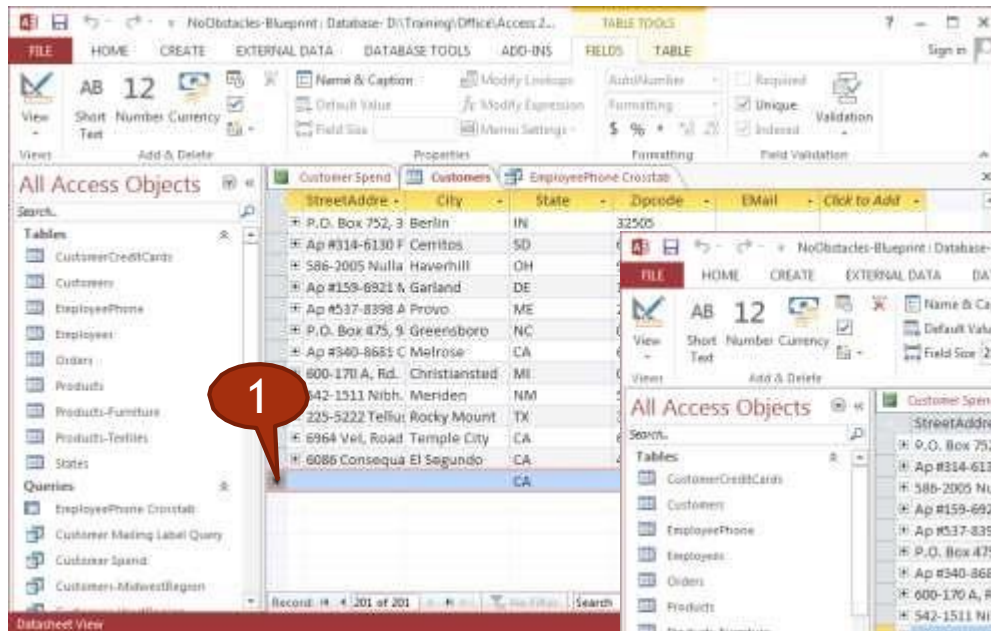 NoObstacles-Blueprint : Database- D:\Training\Office\Access 2...
TABLE TOOLS
? – ×
FILE HOME CREATE EXTERNAL DATA DATABASE TOOLS ADD-INS FIELDS TABLE Sign in
View
AB Short Text
12 Number
Currency
Name & Caption
Default Value
Field Size
Modify Lookups
fx Modify Expression
Memo Settings
AutoNumber
Formatting
$ %
Required
Unique
Indexed
Validation
Views Add & Delete Properties Formatting Field Validation
All Access Objects
Search..
Tables
CustomerCreditCards
Customers
EmployeePhone
Employees
Orders
Products
Products-Furniture
Products-Textiles
States
Queries
EmployeePhone Crosstab
Customer Mailing Label Query
Customer Spend
Customers-MidwestRegion
Customer Spend Customers EmployeePhone Crosstab
StreetAddre City State Zipcode EMail Click to Add
P.O. Box 752, 3 Berlin IN 32505
Ap #314-6130 F Cerritos SD
586-2005 Nulla Haverhill OH
Ap #159-6921 N Garland DE
Ap #537-8398 A Provo ME
P.O. Box 475, 9 Greensboro NC
Ap #340-8681 C Melrose CA
600-170 A, Rd. Christiansted MI
542-1511 Nibh. Meriden NM
225-5222 Tellus Rocky Mount TX
6964 Vel, Road Temple City CA
6086 Consequa El Segundo CA
CA
1
Record: 201 of 201 No Filter Search
Datasheet View
NoObstacles-Blueprint : Database-
FILE HOME CREATE EXTERNAL DATA DA
View
AB Short Text
12 Number
Currency
Name & Ca
Default Valu
Field Size 2
Views Add & Delete
All Access Objects
Search..
Tables
CustomerCreditCards
Customers
EmployeePhone
Employees
Orders
Products
Products-Furniture
Customer Spen
StreetAddre
P.O. Box 752
Ap #314-613
586-2005 Nu
Ap #159-692
Ap #537-839
P.O. Box 475
Ap #340-868
600-170 A, R
542-1511 Ni